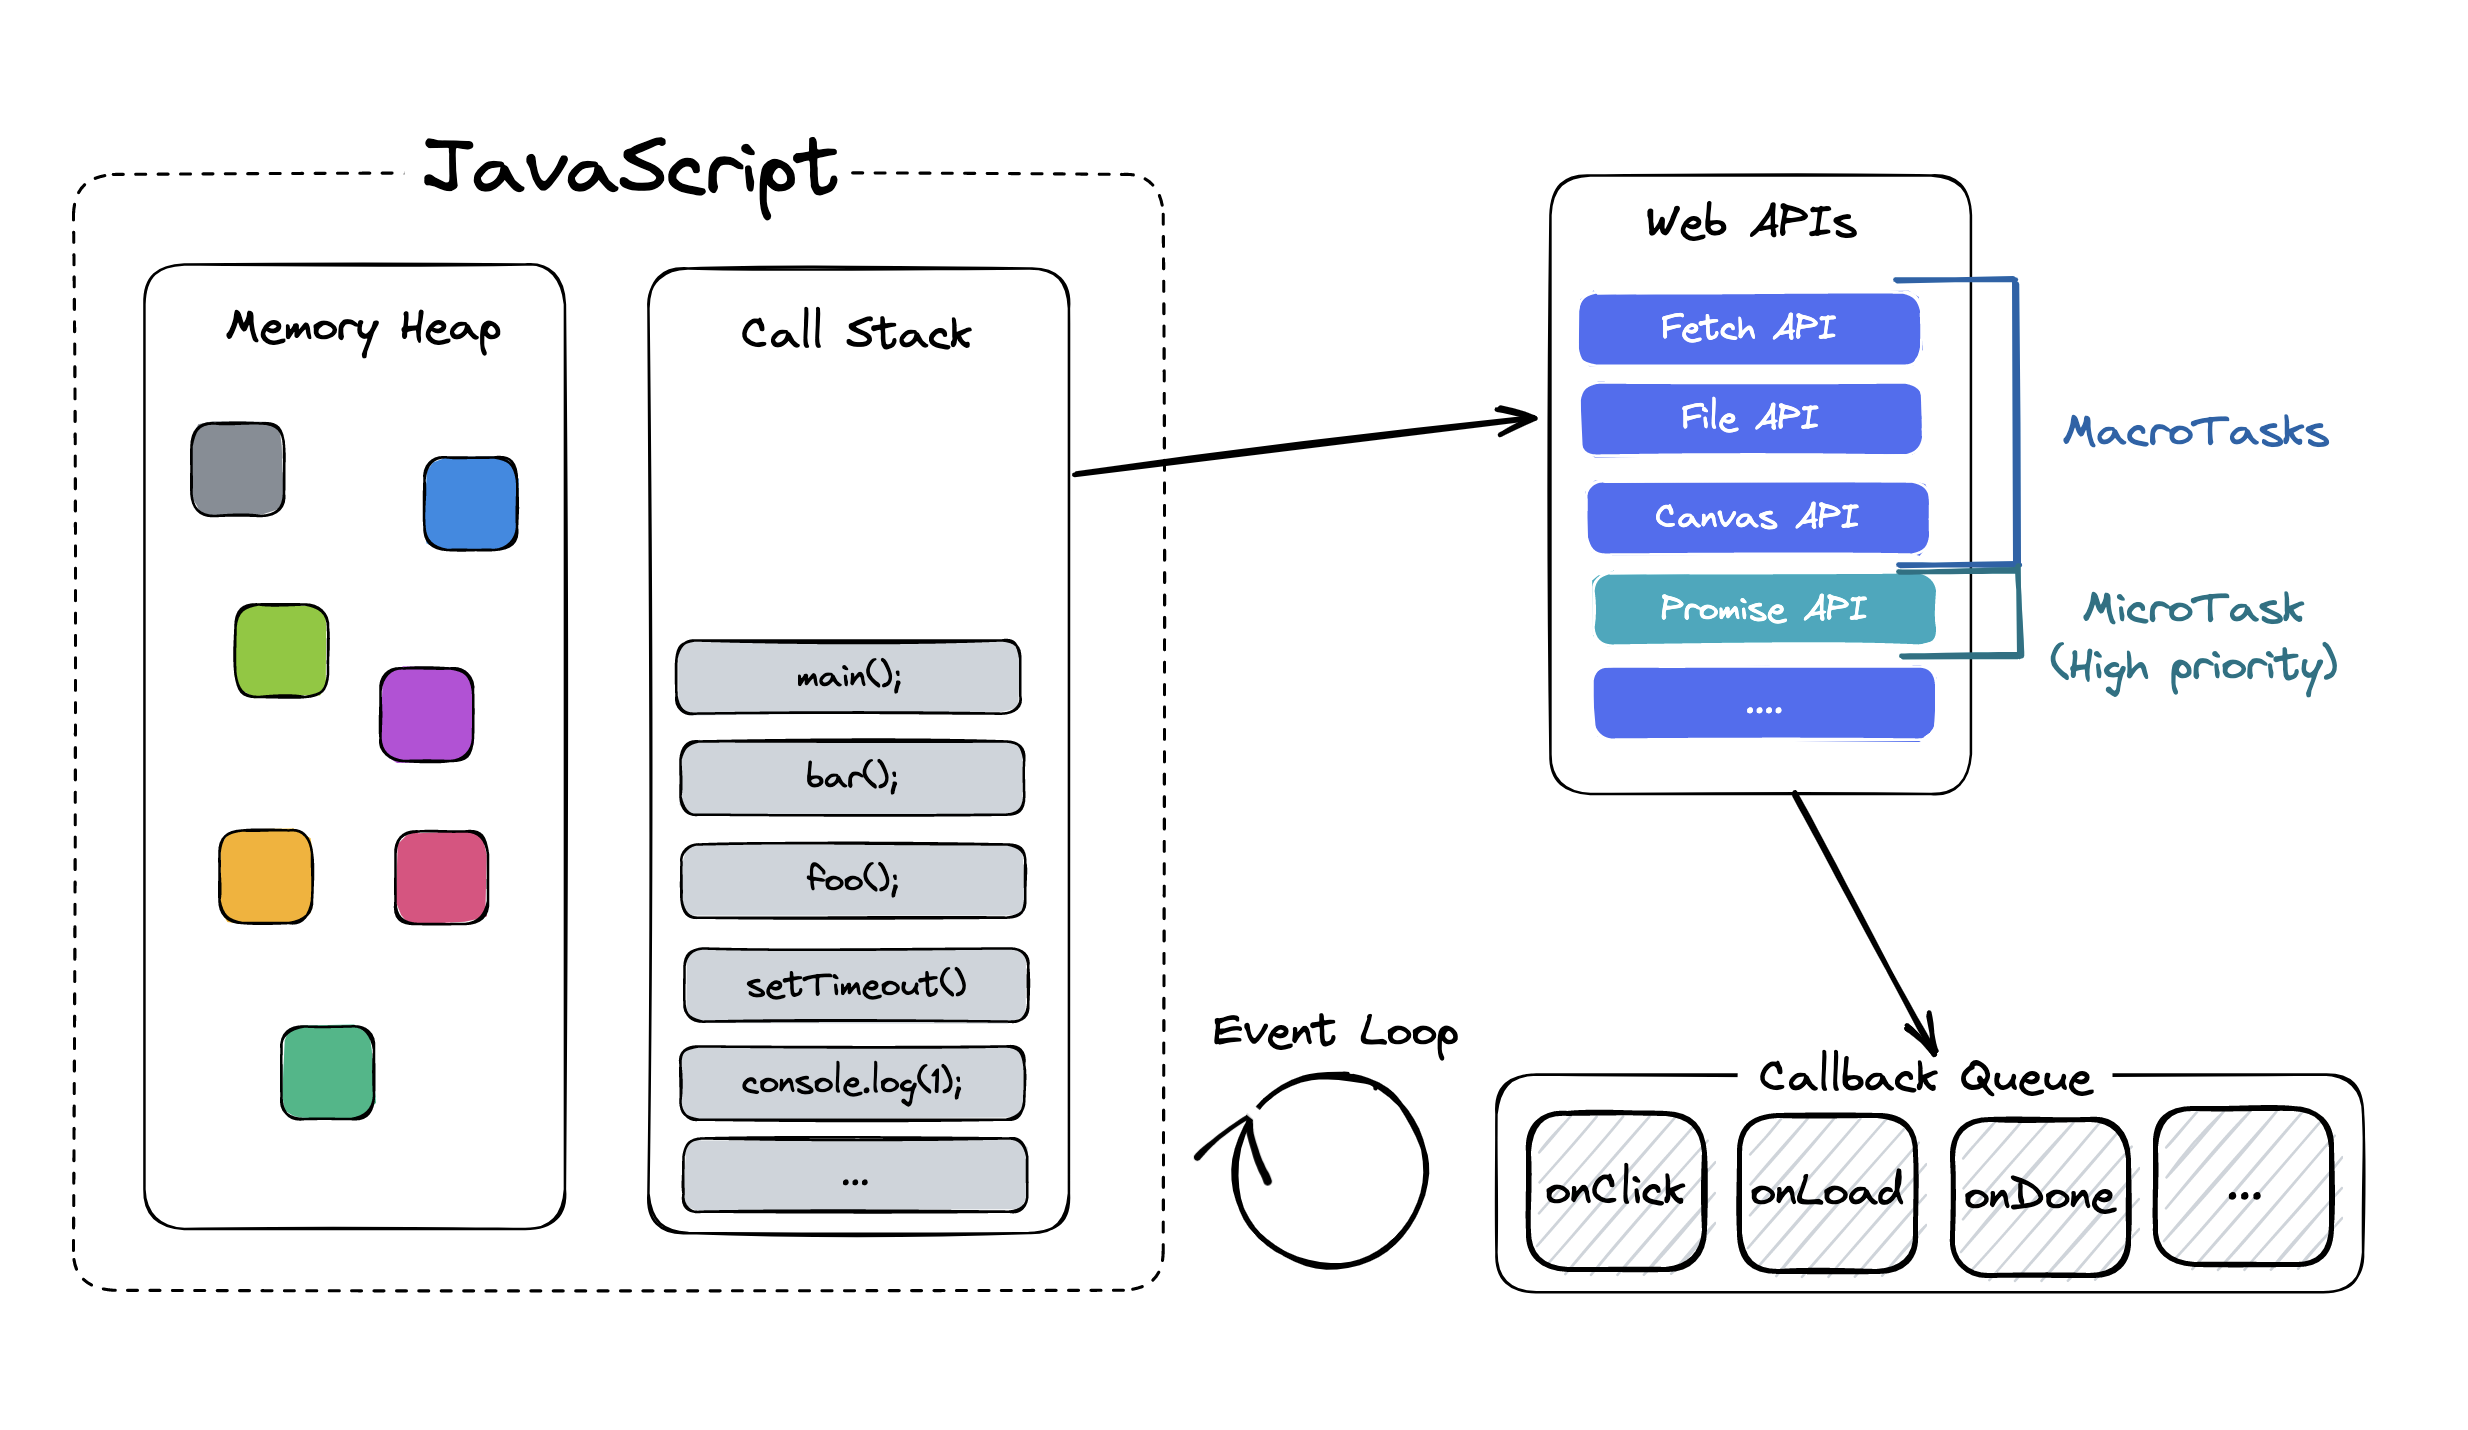 JavaScript
Memory Heap
Call Stack
main();
bar();
foo();
setTimeout()
console.log(1);
...
Web APIs
Fetch API
File API
Canvas API
Promise API
....
MacroTasks
MicroTask
(High priority)
Event Loop
Callback Queue
onClick
onLoad
onDone
...